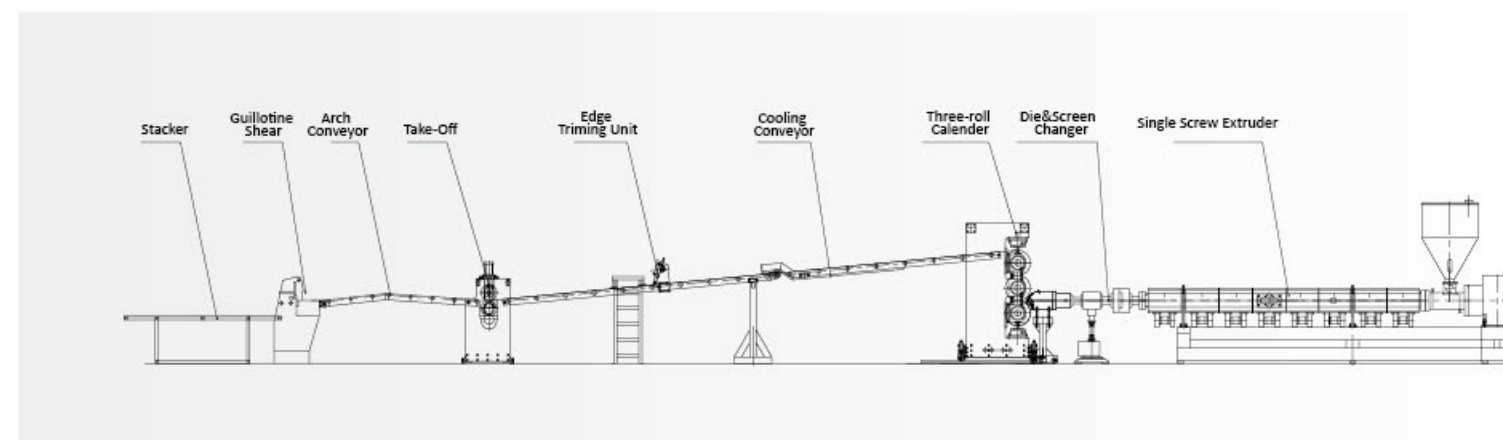 Stacker
Guillotine
Shear
Arch
Conveyor
Take-Off
Edge
Triming Unit
Cooling
Conveyor
Three-roll
Calender
Die&Screen
Changer
Single Screw Extruder